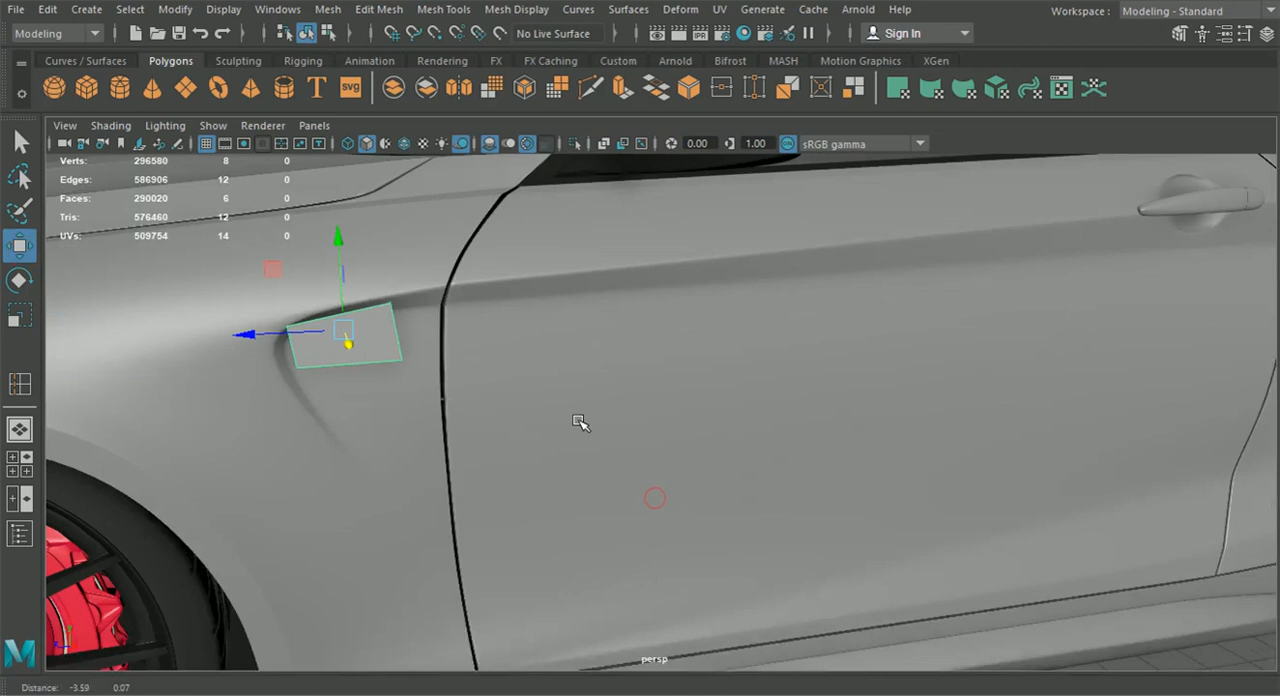 File Edit Create Select Modify Display Windows Mesh Edit Mesh Mesh Tools Mesh Display Curves Surfaces Deform UV Generate Cache Arnold Help Workspace : Modeling - Standard
Modeling No Live Surface Sign In
Curves / Surfaces Polygons Sculpting Rigging Animation Rendering FX FX Caching Custom Arnold Bifrost MASH Motion Graphics XGen
T SVG
View Shading Lighting Show Renderer Panels
0.00 1.00 sRGB gamma
Verts: 296580 8 0
Edges: 586906 12 0
Faces: 290020 6 0
Tris: 576460 12 0
UVs: 509754 14 0
persp
M
Distance: -3.59 0.07